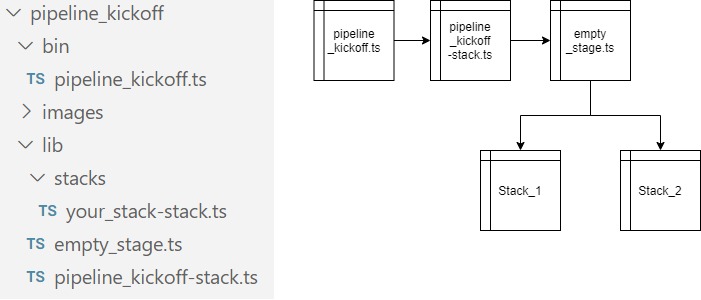 pipeline_kickoff
bin
TS pipeline_kickoff.ts
images
lib
stacks
TS your_stack-stack.ts
TS empty_stage.ts
TS pipeline_kickoff-stack.ts
pipeline
_kickoff.ts
pipeline
_kickoff
-stack.ts
empty
_stage.ts
Stack_1
Stack_2